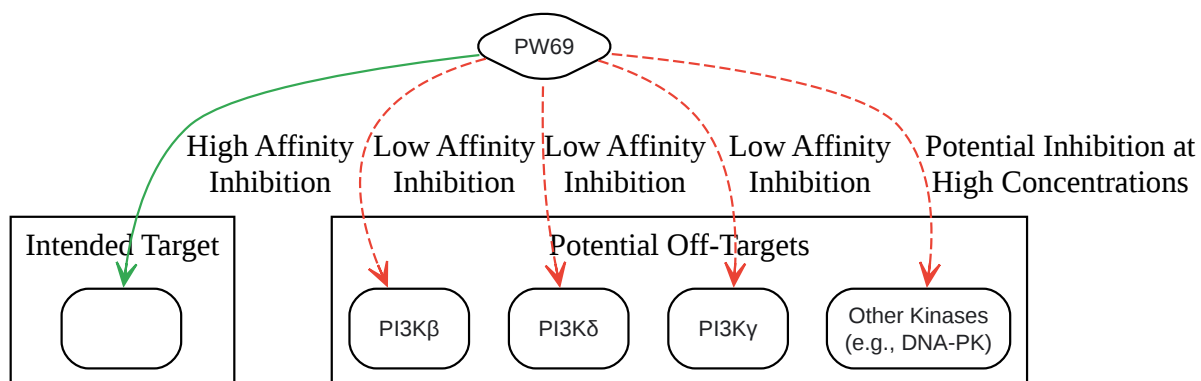 PW69
High Affinity
Inhibition
Low Affinity
Inhibition
Low Affinity
Inhibition
Low Affinity
Inhibition
Potential Inhibition at
High Concentrations
Intended Target
Potential Off-Targets
PI3Kβ
PI3Kδ
PI3Kγ
Other Kinases
(e.g., DNA-PK)